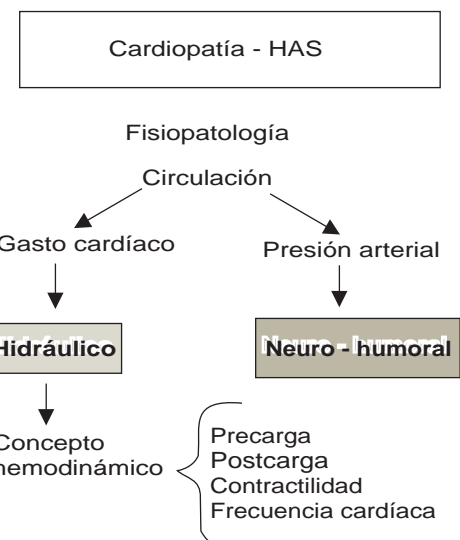 Cardiopatía - HAS
Fisiopatología
Circulación
Gasto cardíaco
Presión arterial
Hidráulico
Neuro - humoral
Concepto
hemodinámico
Precarga
Postcarga
Contractilidad
Frecuencia cardíaca